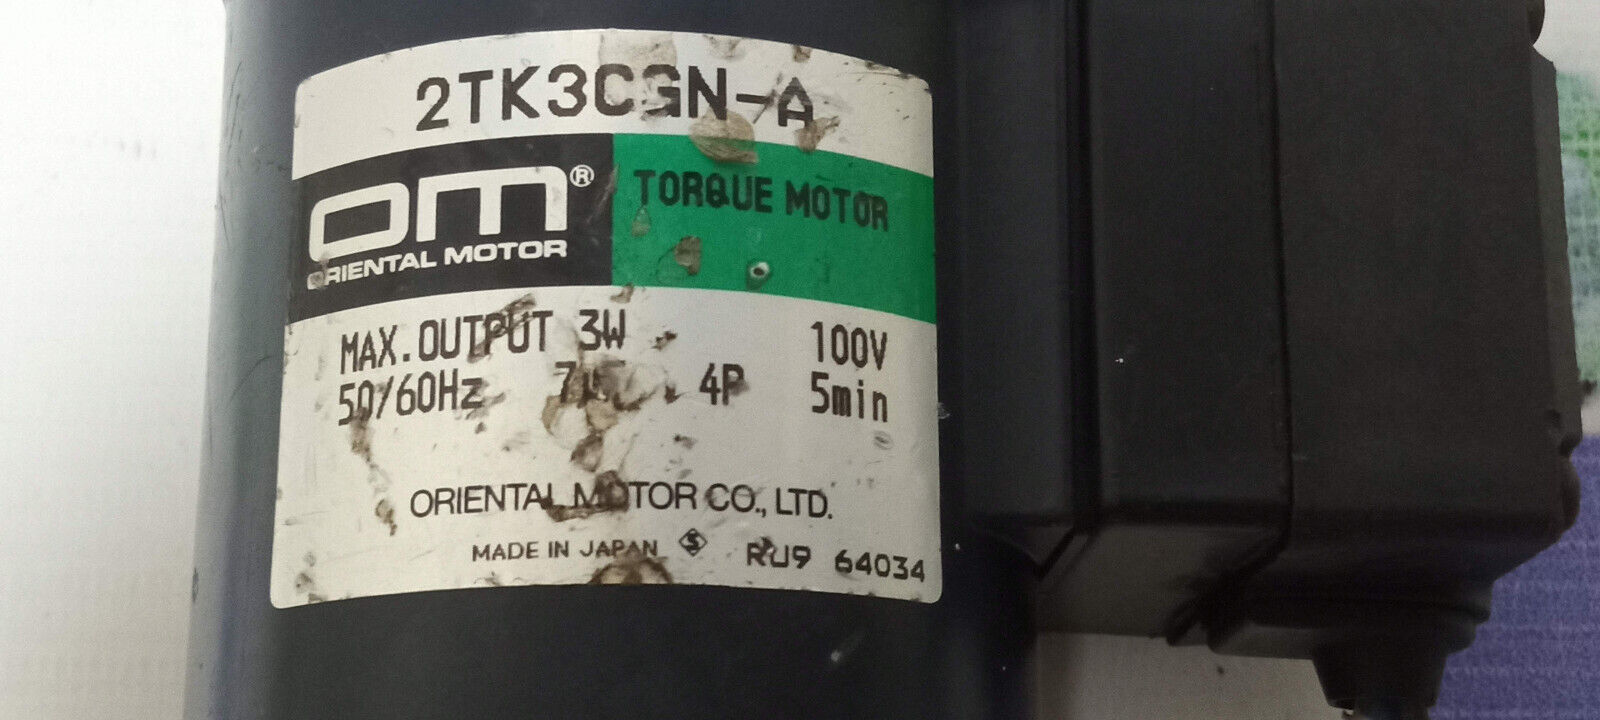 2TK3CGN-A
om®
ORIENTAL MOTOR
TORQUE MOTOR
MAX.OUTPUT 3W 100V
50/60Hz 4P 5min
ORIENTAL MOTOR CO., LTD.
MADE IN JAPAN S RU9 64034